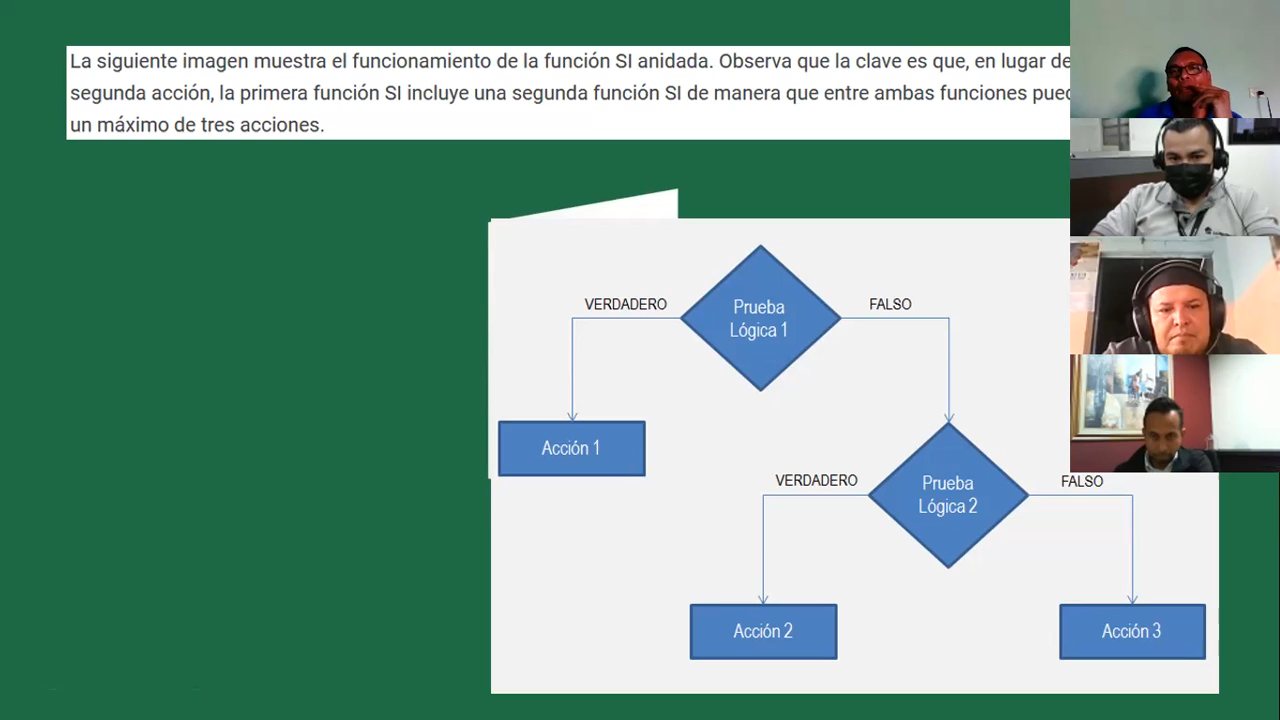 La siguiente imagen muestra el funcionamiento de la función SI anidada. Observa que la clave es que, en lugar de
segunda acción, la primera función SI incluye una segunda función SI de manera que entre ambas funciones
un máximo de tres acciones.
VERDADERO
Prueba
Lógica 1
FALSO
Acción 1
VERDADERO
Prueba
Lógica 2
FALSO
Acción 2
Acción 3